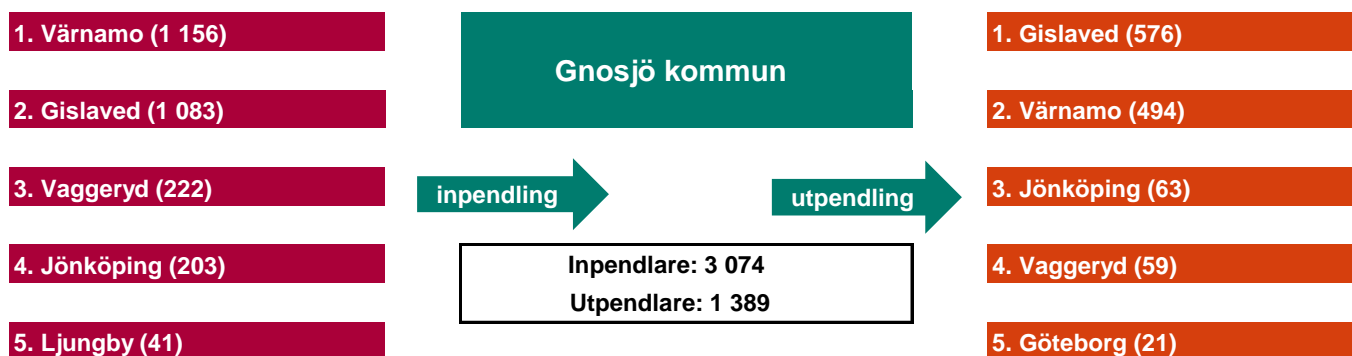 1. Värnamo (1 156)
2. Gislaved (1 083)
3. Vaggeryd (222)
4. Jönköping (203)
5. Ljungby (41)
Gnosjö kommun
inpendling
utpendling
Inpendlare: 3 074
Utpendlare: 1 389
1. Gislaved (576)
2. Värnamo (494)
3. Jönköping (63)
4. Vaggeryd (59)
5. Göteborg (21)